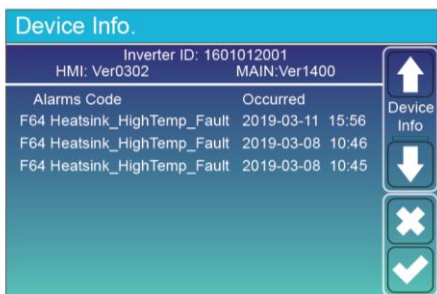 Device Info.
Inverter ID: 1601012001
HMI: Ver0302 MAIN:Ver1400
Alarms Code Occurred
F64 Heatsink_HighTemp_Fault 2019-03-11 15:56
F64 Heatsink_HighTemp_Fault 2019-03-08 10:46
F64 Heatsink_HighTemp_Fault 2019-03-08 10:45
Device
Info